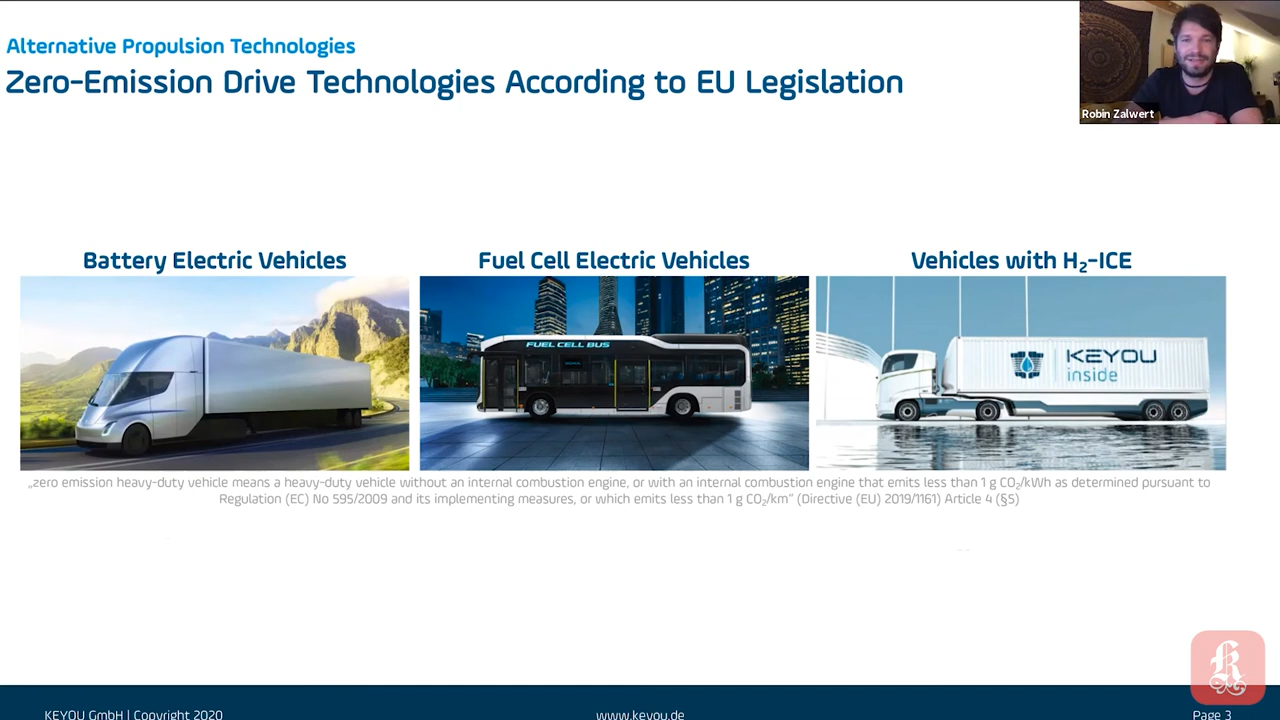 Alternative Propulsion Technologies
Zero-Emission Drive Technologies According to EU Legislation
Robin Zalwert
Battery Electric Vehicles
Fuel Cell Electric Vehicles
Vehicles with H₂-ICE
FUEL CELL BUS
KEYOU
inside
„zero emission heavy-duty vehicle means a heavy-duty vehicle without an internal combustion engine, or with an internal combustion engine that emits less than 1 g CO₂/kWh as determined pursuant to
Regulation (EC) No 595/2009 and its implementing measures, or which emits less than 1 g CO₂/km“ (Directive (EU) 2019/1161) Article 4 (§5)
KEYOU GmbH | Copyright 2020
www.keyou.de
Page 3